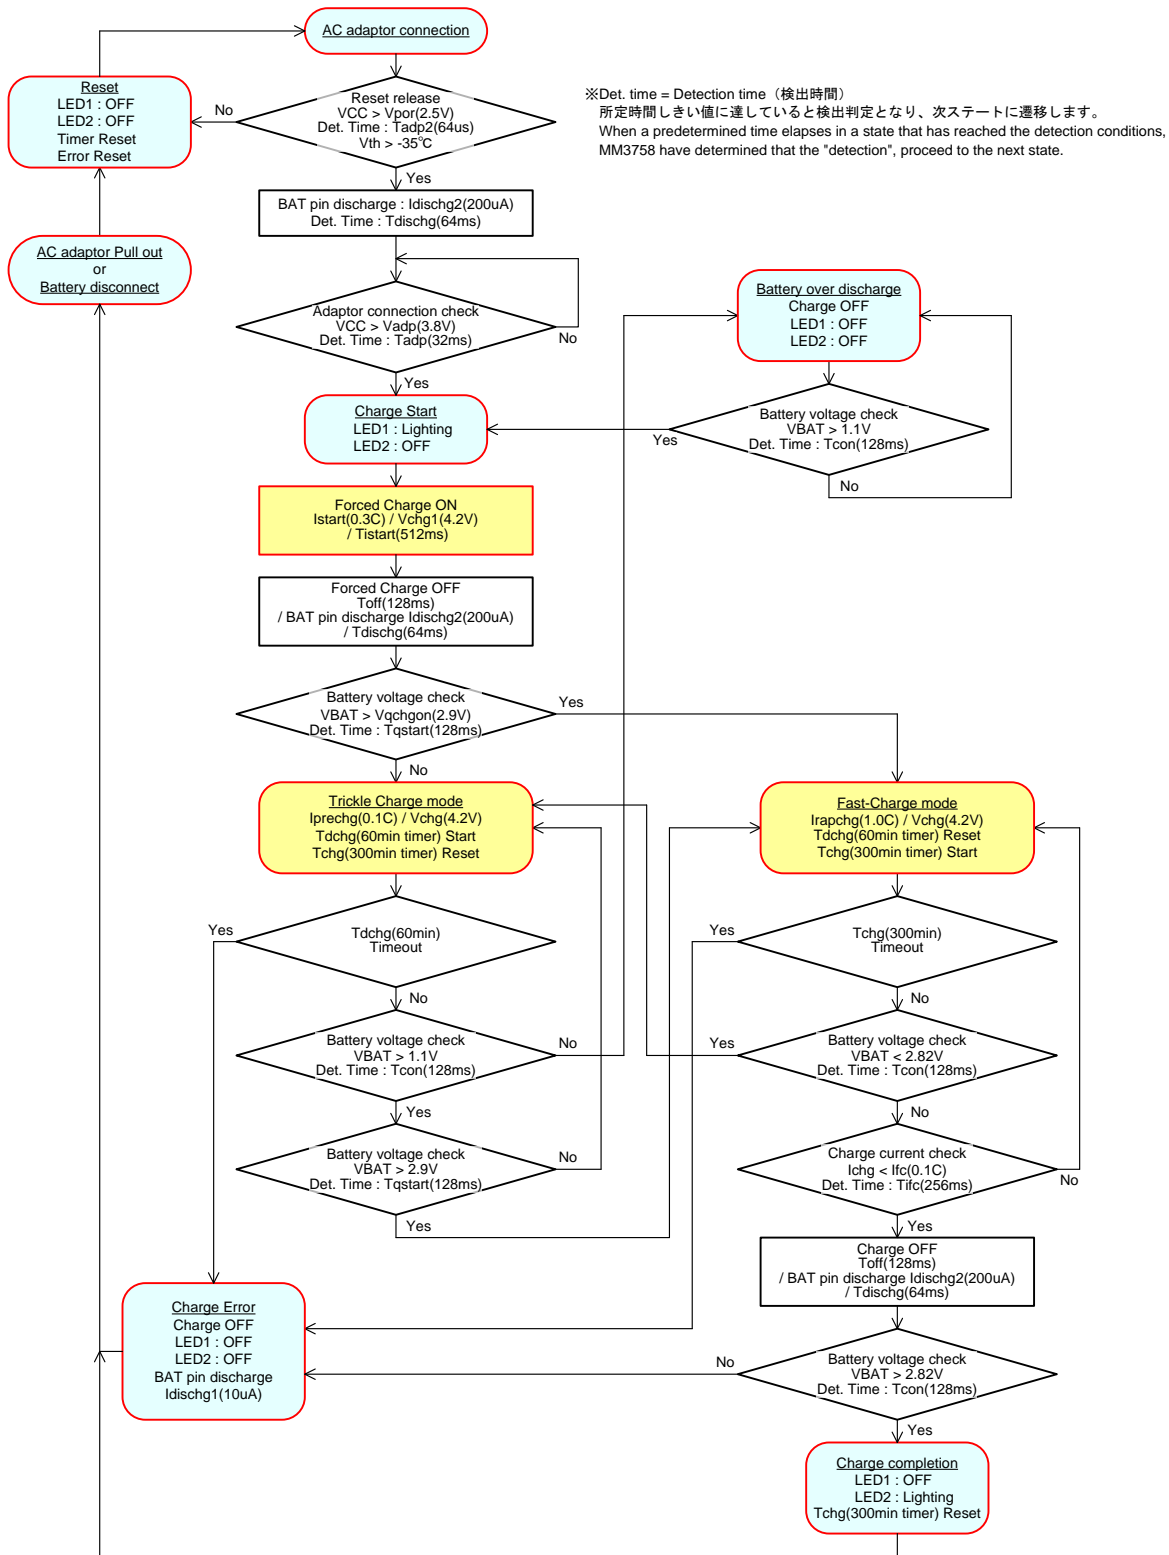 AC adaptor connection
Reset
LED1 : OFF
LED2 : OFF
Timer Reset
Error Reset
No
Reset release
VCC > Vpor(2.5V)
Det. Time : Tadp2(64us)
Vth > -35℃
Yes
※Det. time = Detection time（検出時間）
所定時間しきい値に達していると検出判定となり、次ステートに遷移します。
When a predetermined time elapses in a state that has reached the detection conditions,
MM3758 have determined that the "detection", proceed to the next state.
BAT pin discharge : Idischg2(200uA)
Det. Time : Tdischg(64ms)
AC adaptor Pull out
or
Battery disconnect
Adaptor connection check
VCC > Vadp(3.8V)
Det. Time : Tadp(32ms)
No
Yes
Battery over discharge
Charge OFF
LED1 : OFF
LED2 : OFF
Charge Start
LED1 : Lighting
LED2 : OFF
Yes
Battery voltage check
VBAT > 1.1V
Det. Time : Tcon(128ms)
No
Forced Charge ON
Istart(0.3C) / Vchg1(4.2V)
/ Tistart(512ms)
Forced Charge OFF
Toff(128ms)
/ BAT pin discharge Idischg2(200uA)
/ Tdischg(64ms)
Battery voltage check
VBAT > Vqchgon(2.9V)
Det. Time : Tqstart(128ms)
Yes
No
Trickle Charge mode
Iprechg(0.1C) / Vchg(4.2V)
Tdchg(60min timer) Start
Tchg(300min timer) Reset
Fast-Charge mode
Irapchg(1.0C) / Vchg(4.2V)
Tdchg(60min timer) Reset
Tchg(300min timer) Start
Yes
Tdchg(60min)
Timeout
No
Yes
Tchg(300min)
Timeout
No
Battery voltage check
VBAT > 1.1V
Det. Time : Tcon(128ms)
No
Yes
Yes
Battery voltage check
VBAT < 2.82V
Det. Time : Tcon(128ms)
No
Battery voltage check
VBAT > 2.9V
Det. Time : Tqstart(128ms)
No
Yes
Charge current check
Ichg < Ifc(0.1C)
Det. Time : Tifc(256ms)
No
Yes
Charge OFF
Toff(128ms)
/ BAT pin discharge Idischg2(200uA)
/ Tdischg(64ms)
Charge Error
Charge OFF
LED1 : OFF
LED2 : OFF
BAT pin discharge
Idischg1(10uA)
No
Battery voltage check
VBAT > 2.82V
Det. Time : Tcon(128ms)
Yes
Charge completion
LED1 : OFF
LED2 : Lighting
Tchg(300min timer) Reset